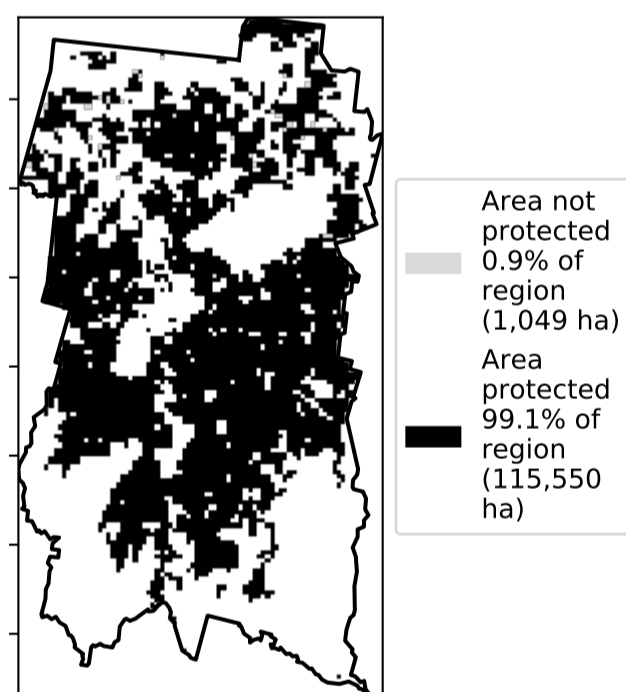 Area not
protected
0.9% of
region
(1,049 ha)
Area
protected
99.1% of
region
(115,550
ha)